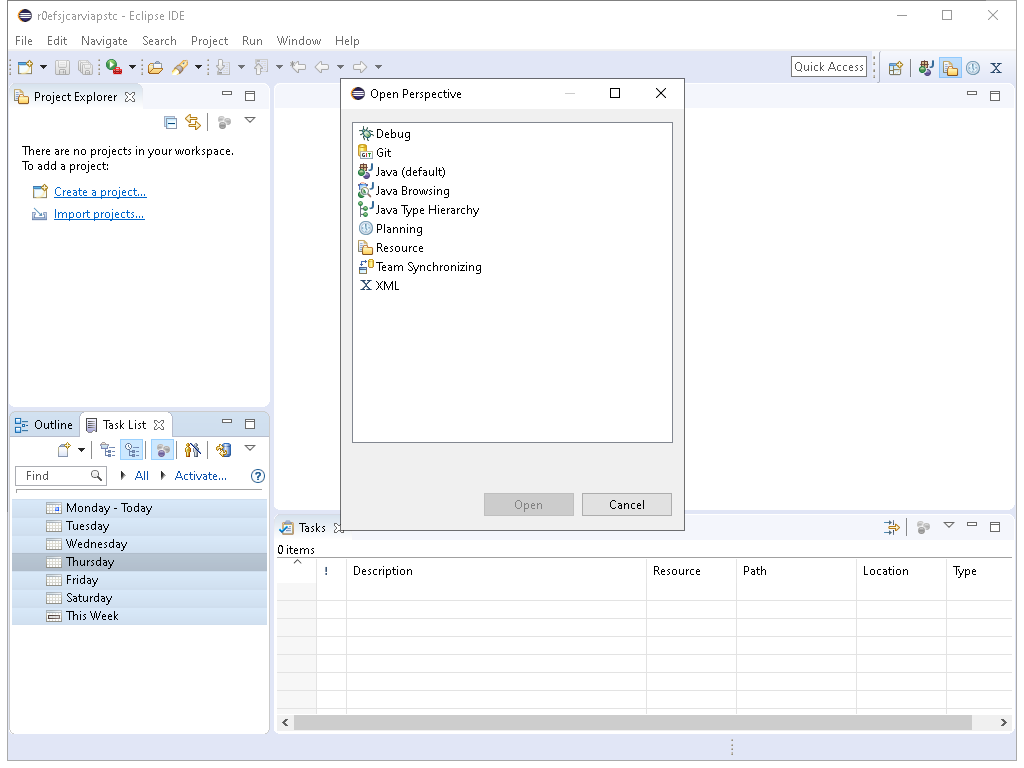 r0efsjcarviapstc - Eclipse IDE
File Edit Navigate Search Project Run Window Help
Quick Access
X
Project Explorer
There are no projects in your workspace.
To add a project:
Create a project...
Import projects...
Open Perspective
Debug
GIT Git
Java (default)
Java Browsing
Java Type Hierarchy
Planning
Resource
Team Synchronizing
X XML
Open Cancel
Outline Task List
Find All Activate... ?
Monday - Today
Tuesday
Wednesday
Thursday
Friday
Saturday
This Week
Tasks
0 items
! Description Resource Path Location Type